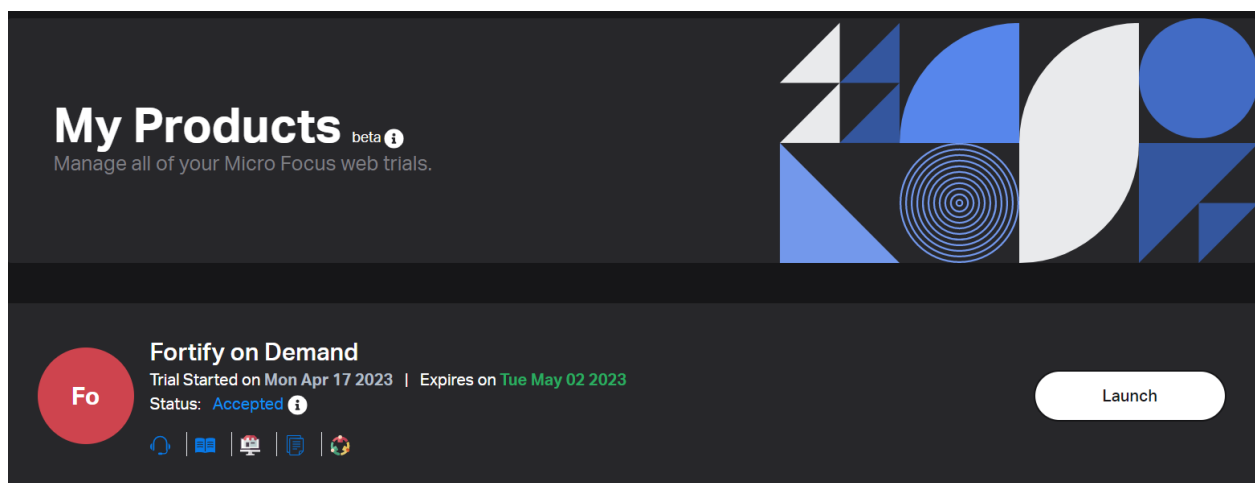 My Products beta
Manage all of your Micro Focus web trials.
Fo
Fortify on Demand
Trial Started on Mon Apr 17 2023 | Expires on Tue May 02 2023
Status: Accepted
Launch